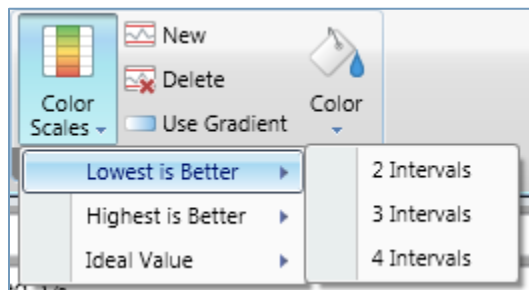 New
Delete
Use Gradient
Color
Scales
Color
Lowest is Better
Highest is Better
Ideal Value
2 Intervals
3 Intervals
4 Intervals